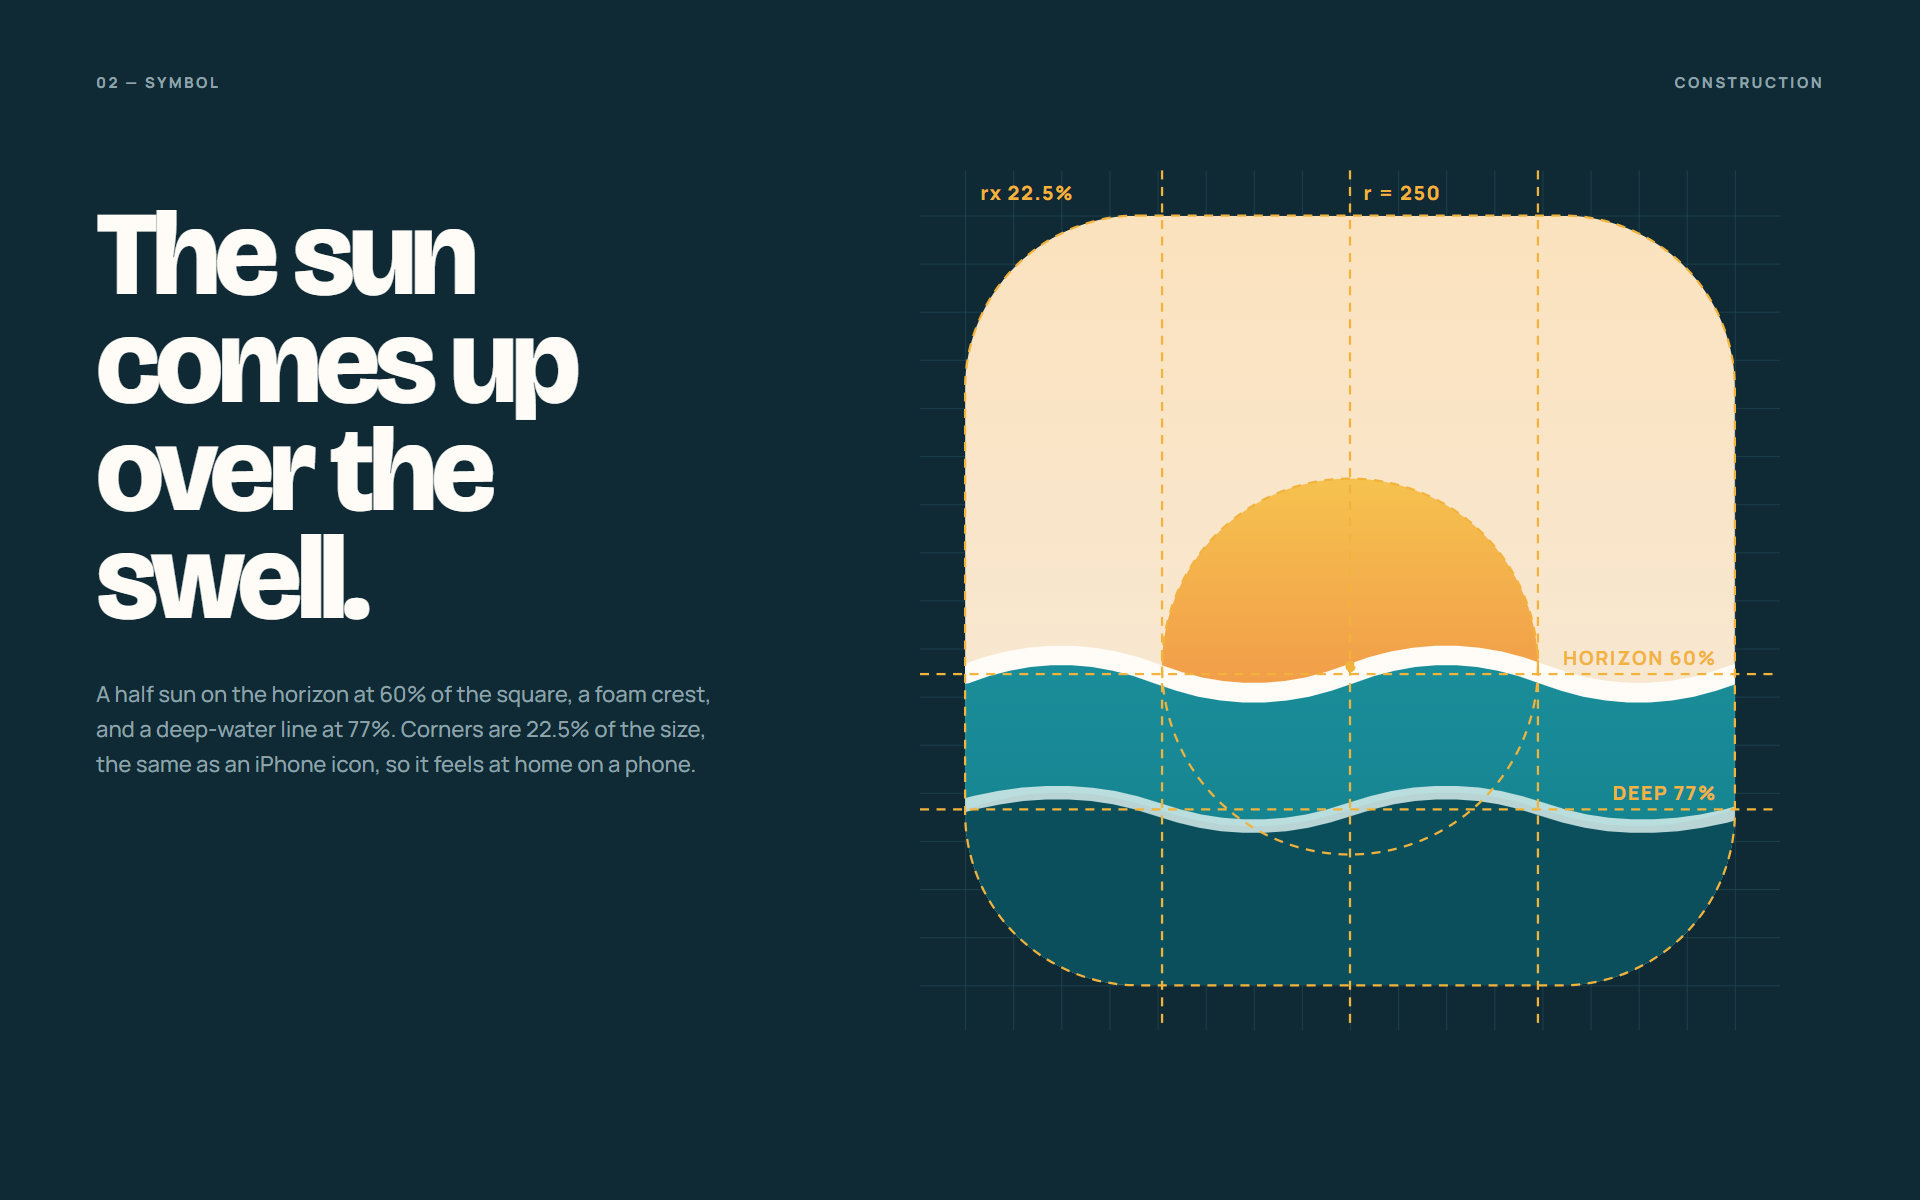 02 — SYMBOL
CONSTRUCTION
The sun
comes up
over the
swell.
A half sun on the horizon at 60% of the square, a foam crest,
and a deep-water line at 77%. Corners are 22.5% of the size,
the same as an iPhone icon, so it feels at home on a phone.
rx 22.5%
r = 250
HORIZON 60%
DEEP 77%